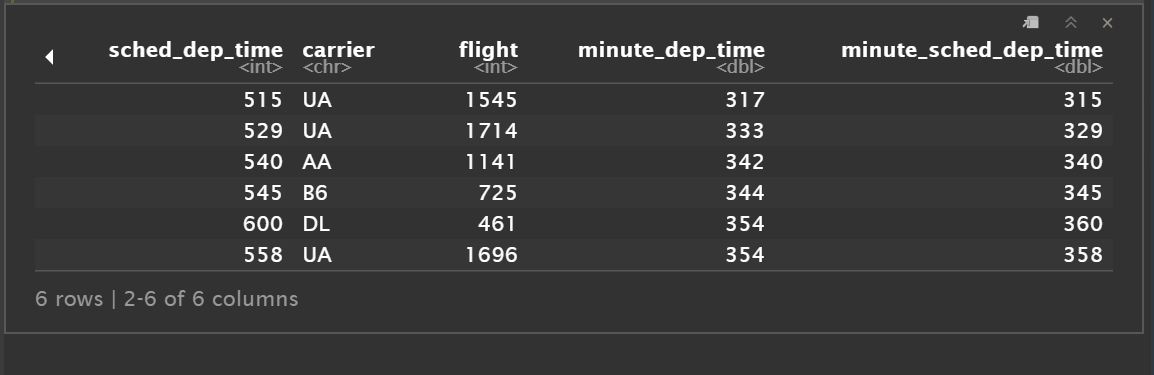 sched_dep_time carrier flight minute_dep_time minute_sched_dep_time
<int> <chr> <int> <dbl> <dbl>
515 UA 1545 317 315
529 UA 1714 333 329
540 AA 1141 342 340
545 B6 725 344 345
600 DL 461 354 360
558 UA 1696 354 358
6 rows | 2-6 of 6 columns